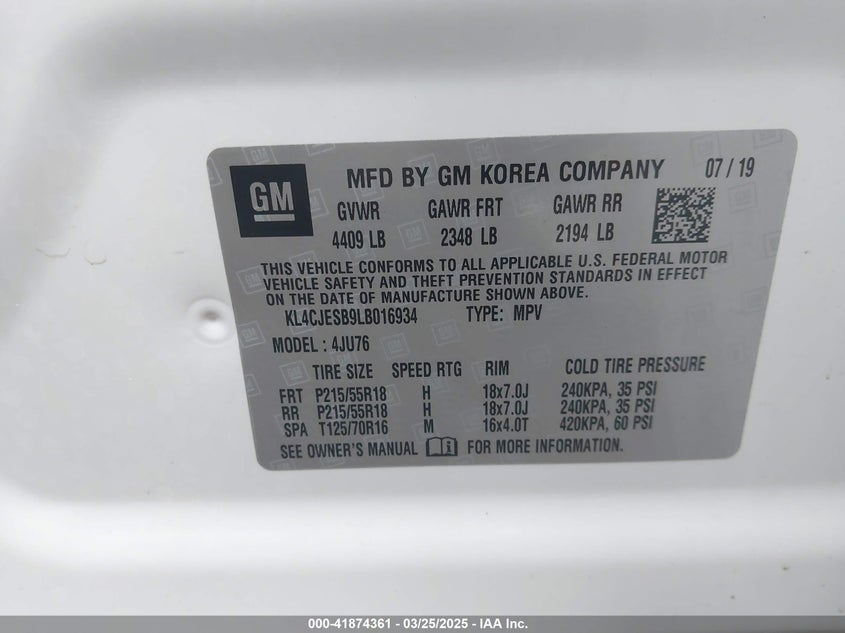 GM
MFD BY GM KOREA COMPANY 07 / 19
GVWR GAWR FRT GAWR RR
4409 LB 2348 LB 2194 LB
THIS VEHICLE CONFORMS TO ALL APPLICABLE U.S. FEDERAL MOTOR
VEHICLE SAFETY AND THEFT PREVENTION STANDARDS IN EFFECT
ON THE DATE OF MANUFACTURE SHOWN ABOVE.
KL4CJESB9LB016934 TYPE: MPV
MODEL : 4JU76
TIRE SIZE SPEED RTG RIM COLD TIRE PRESSURE
FRT P215/55R18 H 18x7.0J 240KPA, 35 PSI
RR P215/55R18 H 18x7.0J 240KPA, 35 PSI
SPA T125/70R16 M 16x4.0T 420KPA, 60 PSI
SEE OWNER'S MANUAL FOR MORE INFORMATION.
000-41874361 - 03/25/2025 - IAA Inc.